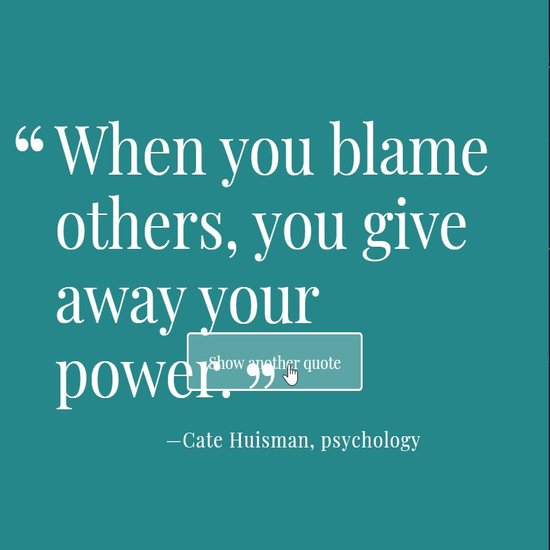 “ When you blame
others, you give
away your
power. ”
Show another quote
—Cate Huisman, psychology